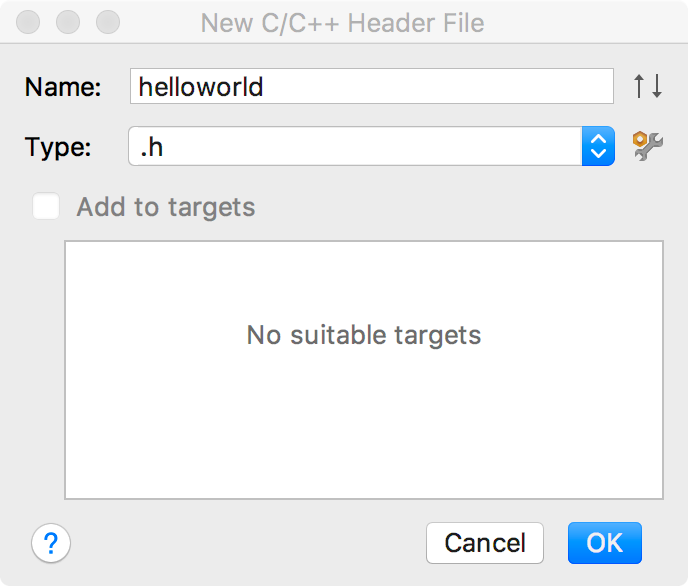 New C/C++ Header File
Name: helloworld
Type: .h
Add to targets
No suitable targets
? Cancel OK